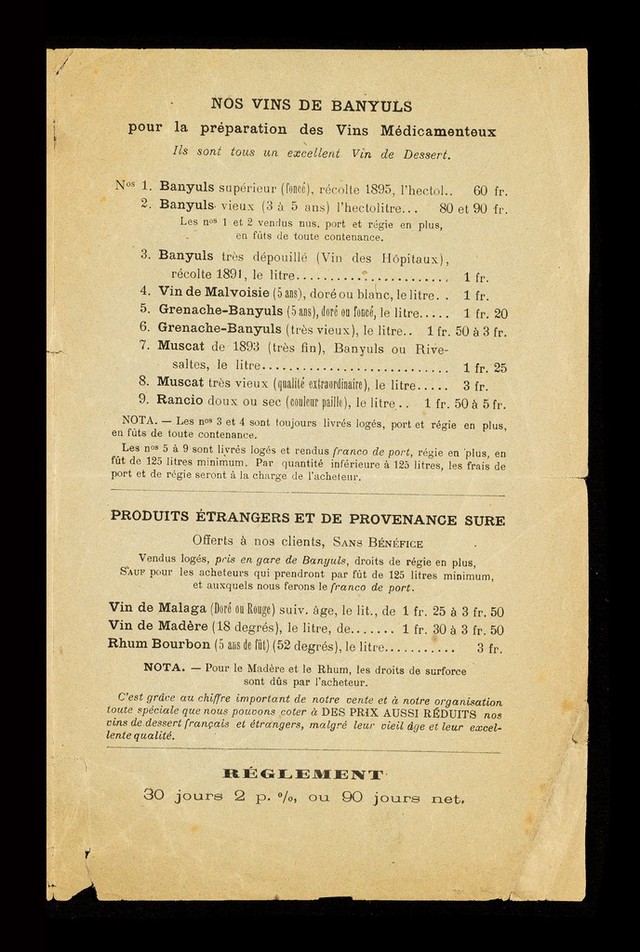 NOS VINS DE BANYULS
pour la préparation des Vins Médicamenteux
Ils sont tous un excellent Vin de Dessert.
Nos 1. Banyuls supérieur (foncé), récolte 1895, l'hectol.. 60 fr.
2. Banyuls vieux (3 à 5 ans) l'hectolitre... 80 et 90 fr.
Les nos 1 et 2 vendus nus, port et régie en plus,
en fûts de toute contenance.
3. Banyuls très dépouillé (Vin des Hôpitaux),
récolte 1891, le litre........................ 1 fr.
4. Vin de Malvoisie (5 ans), doré ou blanc, le litre. . 1 fr.
5. Grenache-Banyuls (5 ans), doré ou foncé, le litre..... 1 fr. 20
6. Grenache-Banyuls (très vieux), le litre.. 1 fr. 50 à 3 fr.
7. Muscat de 1893 (très fin), Banyuls ou Rive-
saltes, le litre............................ 1 fr. 25
8. Muscat très vieux (qualité extraordinaire), le litre..... 3 fr.
9. Rancio doux ou sec (couleur paille), le litre .. 1 fr. 50 à 5 fr.
NOTA. — Les nos 3 et 4 sont toujours livrés logés, port et régie en plus,
en fûts de toute contenance.
Les nos 5 à 9 sont livrés logés et rendus franco de port, régie en plus, en
fût de 125 litres minimum. Par quantité inférieure à 125 litres, les frais de
port et de régie seront à la charge de l'acheteur.
PRODUITS ÉTRANGERS ET DE PROVENANCE SURE
Offerts à nos clients, SANS BÉNÉFICE
Vendus logés, pris en gare de Banyuls, droits de régie en plus,
SAUF pour les acheteurs qui prendront par fût de 125 litres minimum,
et auxquels nous ferons le franco de port.
Vin de Malaga (Doré ou Rouge) suiv. âge, le lit., de 1 fr. 25 à 3 fr. 50
Vin de Madère (18 degrés), le litre, de....... 1 fr. 30 à 3 fr. 50
Rhum Bourbon (5 ans de fût) (52 degrés), le litre........... 3 fr.
NOTA. — Pour le Madère et le Rhum, les droits de surforce
sont dûs par l'acheteur.
C'est grâce au chiffre important de notre vente et à notre organisation
toute spéciale que nous pouvons coter à DES PRIX AUSSI RÉDUITS nos
vins de dessert français et étrangers, malgré leur vieil âge et leur excel-
lente qualité.
RÉGLEMENT
30 jours 2 p. %, ou 90 jours net.